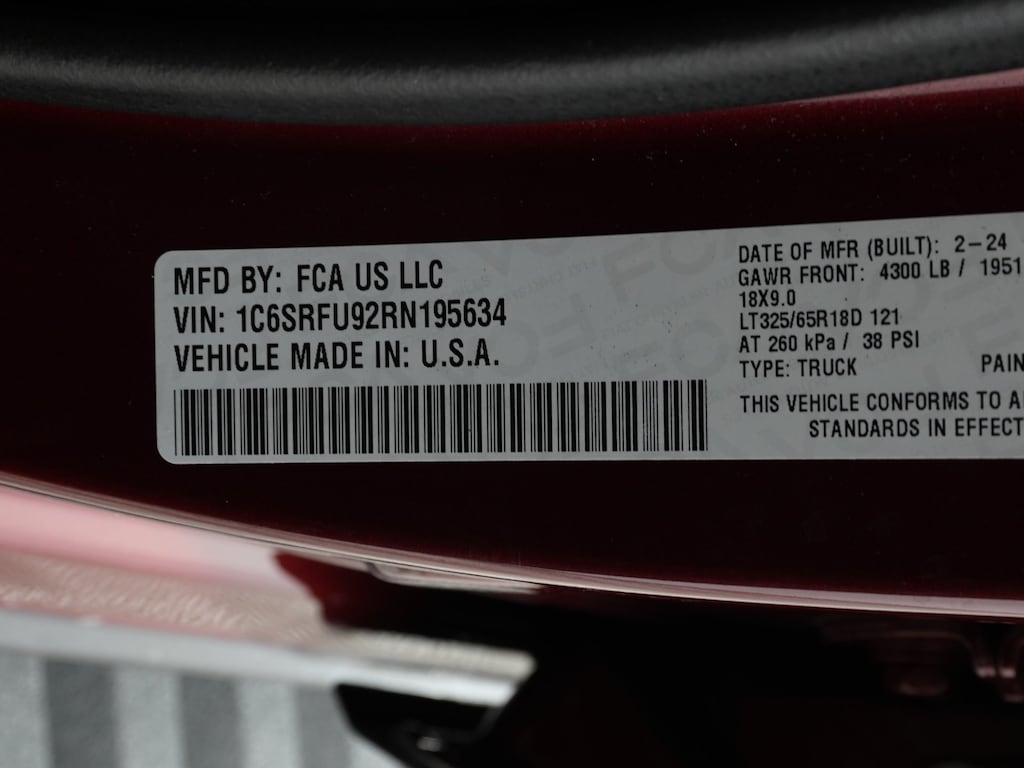 MFD BY: FCA US LLC
VIN: 1C6SRFU92RN195634
VEHICLE MADE IN: U.S.A.
DATE OF MFR (BUILT): 2-24
GAWR FRONT: 4300 LB / 1951
18X9.0
LT325/65R18D 121
AT 260 kPa / 38 PSI
TYPE: TRUCK PAIN
THIS VEHICLE CONFORMS TO A
STANDARDS IN EFFECT